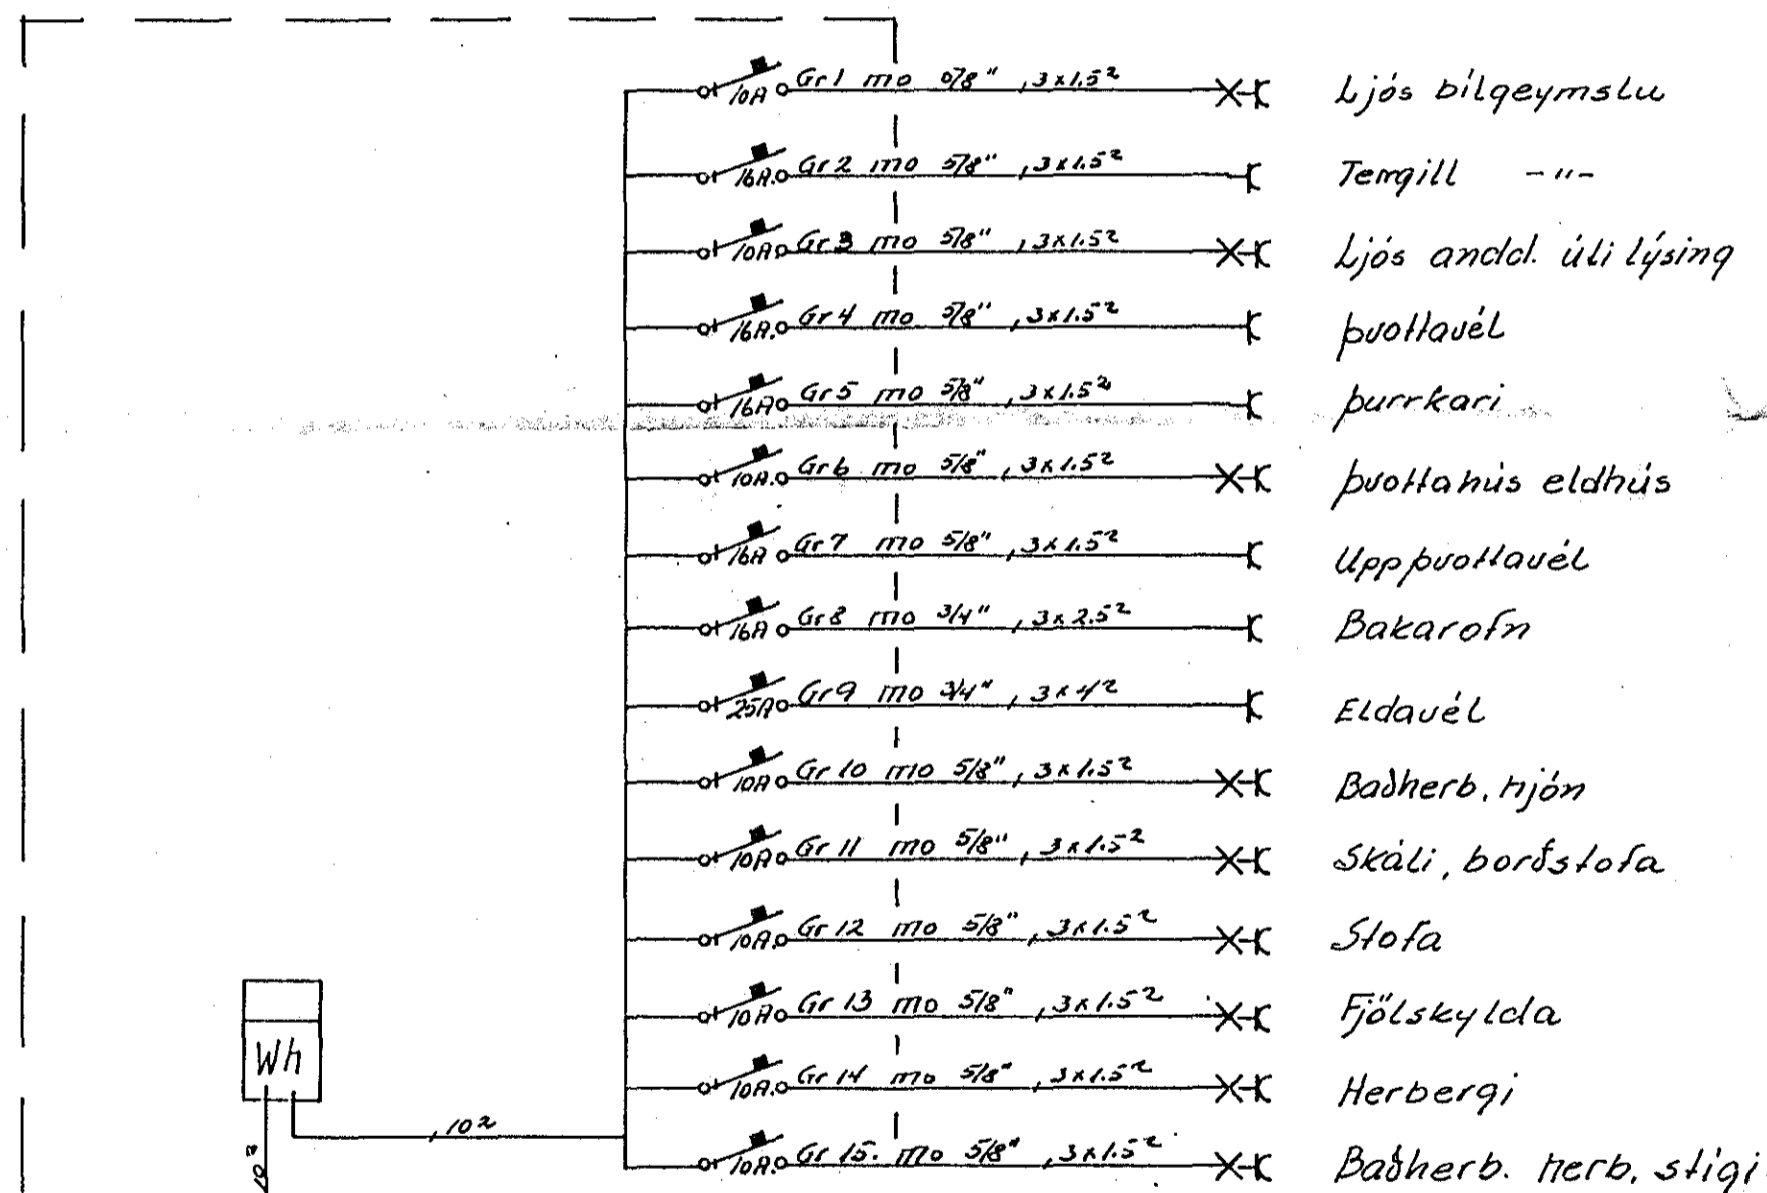 10A Gr1 mo 5/8" , 3x1.5² Ljós bílgeymslu
16A. Gr2 mo 5/8" , 3x1.5² Tengill -"-
10A Gr3 mo 5/8" , 3x1.5² Ljós andd. úti lýsing
16A. Gr4 mo 5/8" , 3x1.5² þvottavél
16A Gr5 mo 5/8" , 3x1.5² þurrkari
10A. Gr6 mo 5/8" , 3x1.5² þvottahús eldhús
16A Gr7 mo 5/8" , 3x1.5² Uppþvottavél
16A Gr8 mo 3/4" , 3x2.5² Bakarofn
25A Gr9 mo 3/4" , 3x4² Eldavél
10A Gr10 mo 5/8" , 3x1.5² Baðherb. hjón
10A Gr11 mo 5/8" , 3x1.5² Skáli, borðstofa
10A. Gr12 mo 5/8" , 3x1.5² Stofa
10A Gr13 mo 5/8" , 3x1.5² Fjölskylda
Wh
10A. Gr14 mo 5/8" , 3x1.5² Herbergi
10²
10A. Gr15. mo 5/8" , 3x1.5² Baðherb. herb. stigi
10²